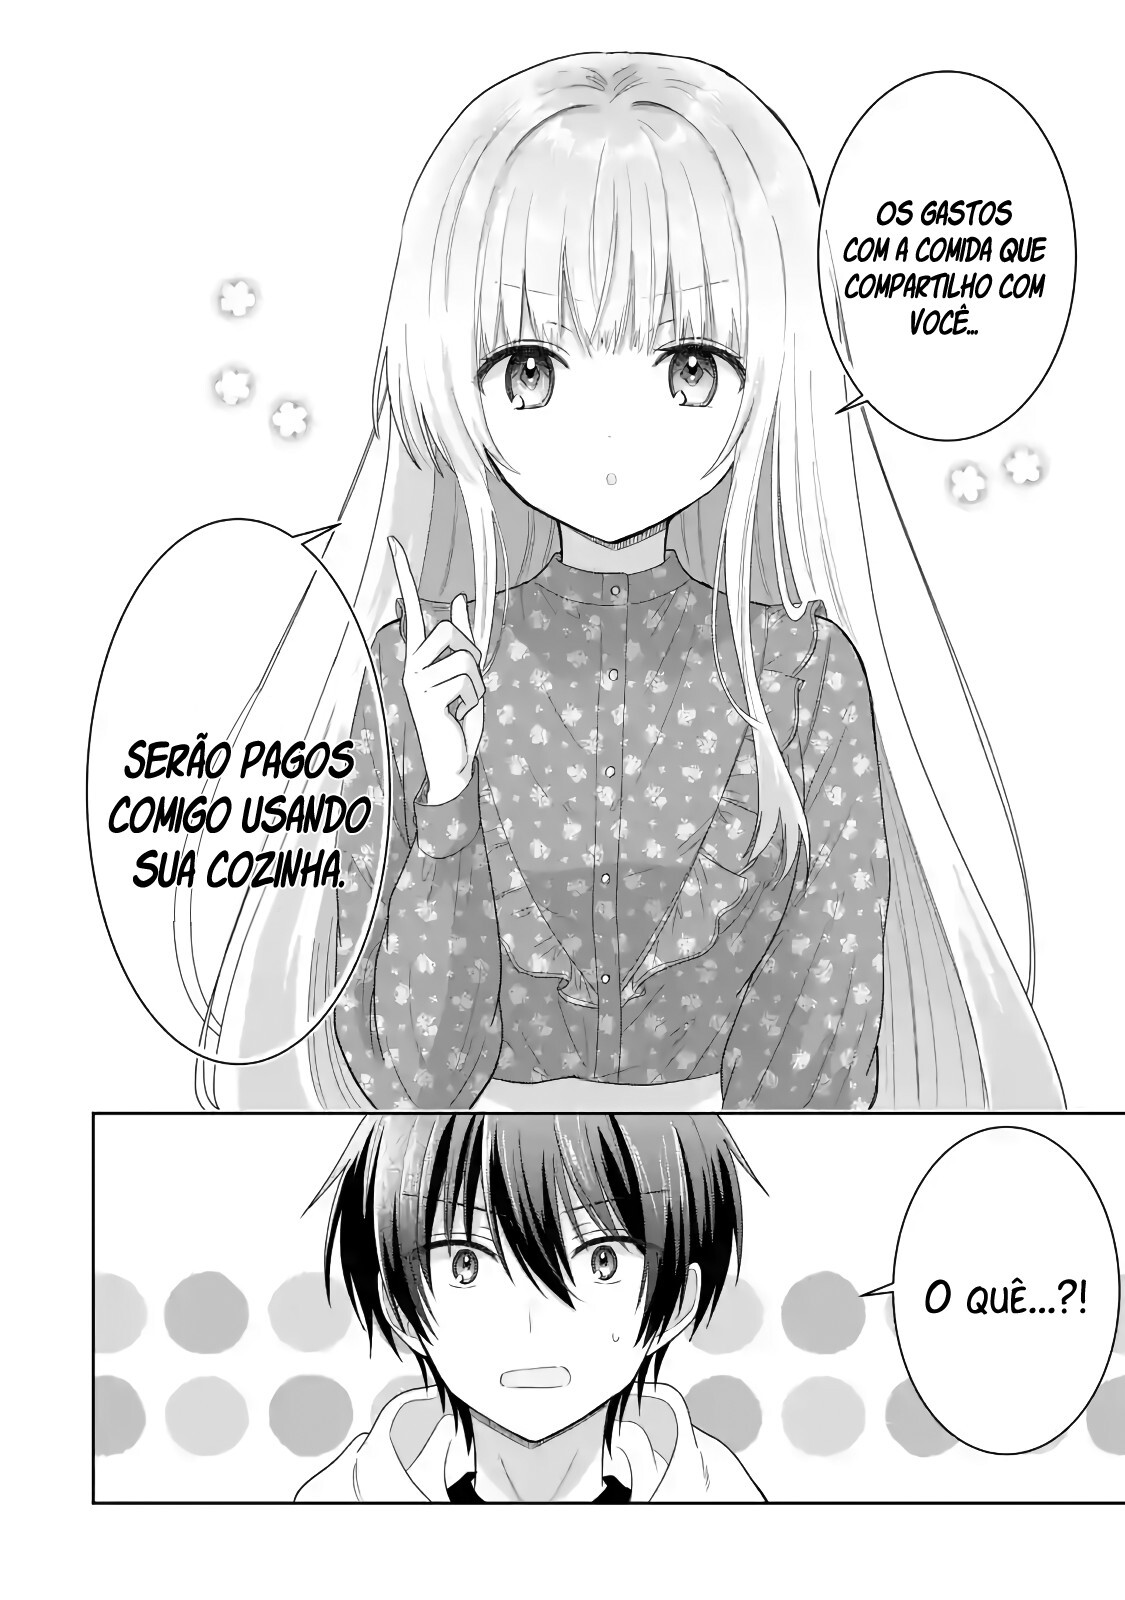 OS GASTOS
COM A COMIDA QUE
COMPARTILHO COM
VOCÊ...
SERÃO PAGOS
COMIGO USANDO
SUA COZINHA.
O QUÊ...?!